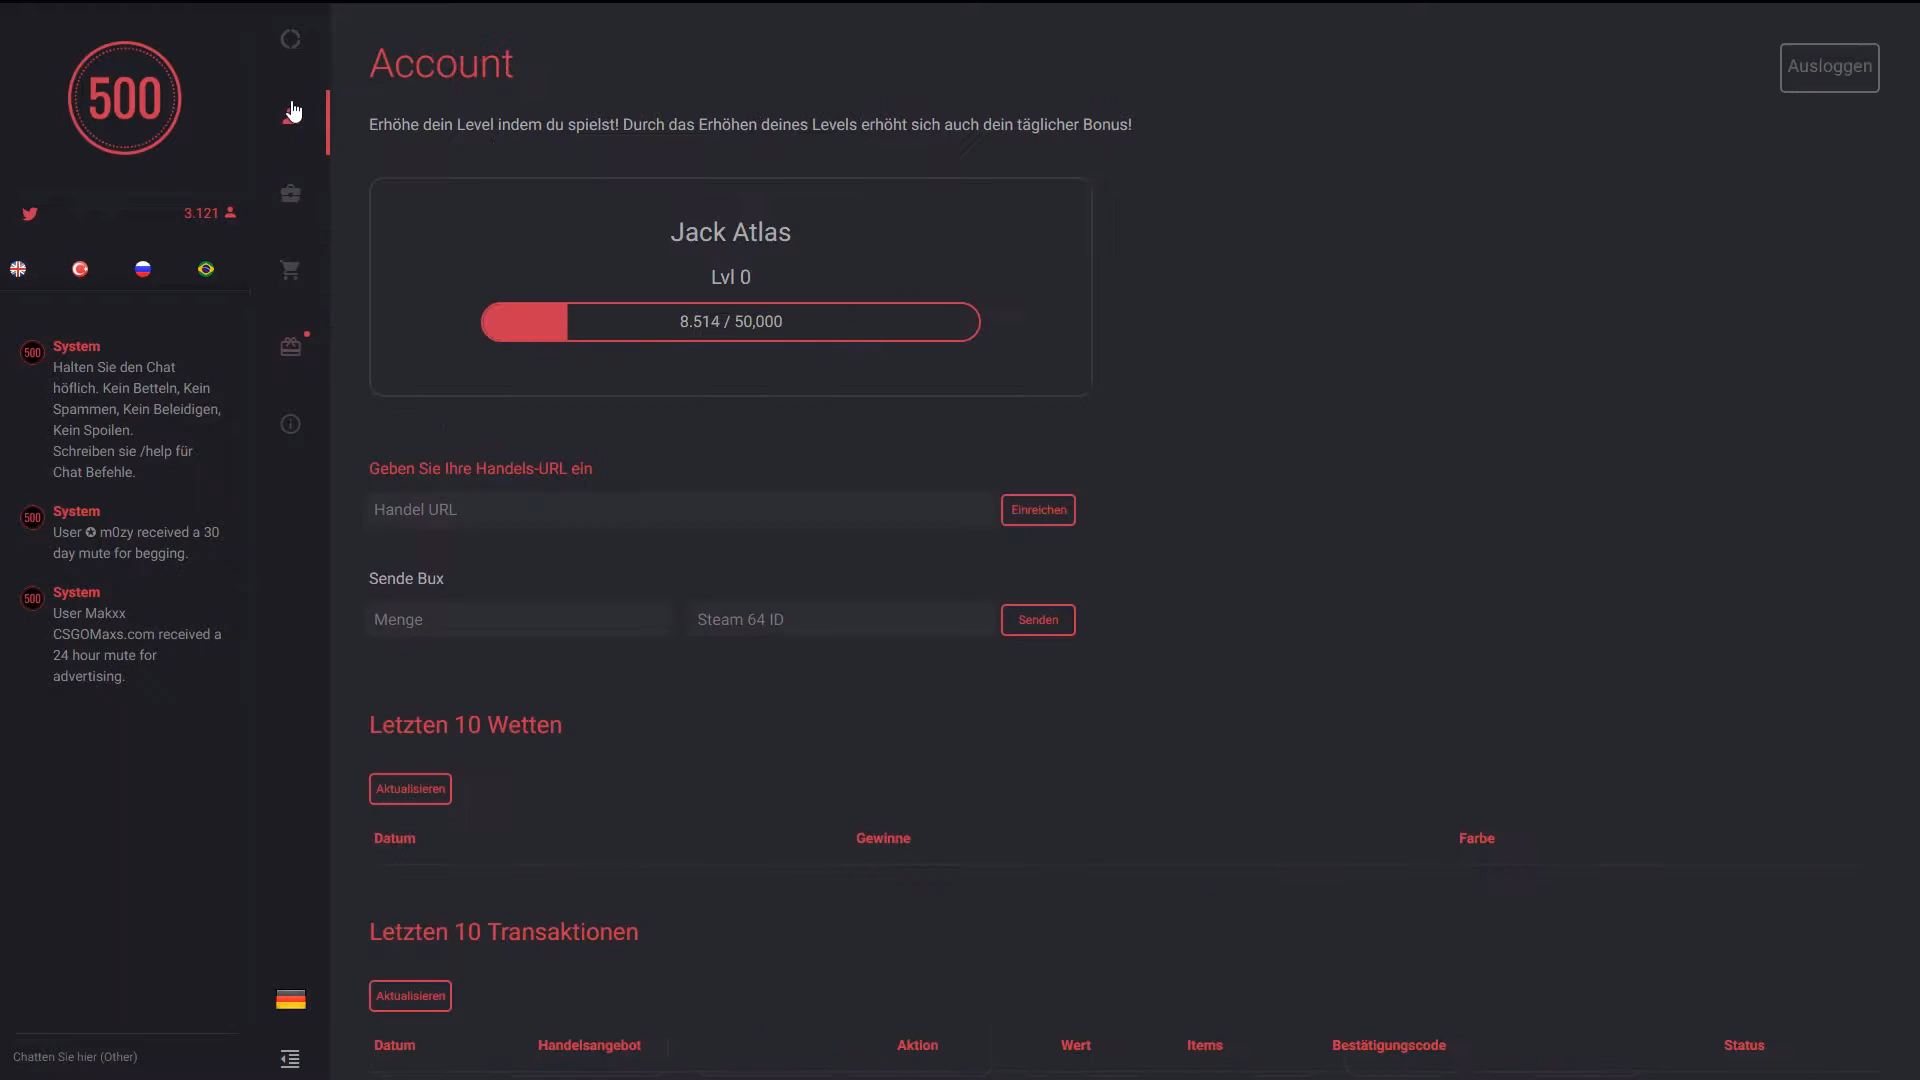 500
3.121
System
500
Halten Sie den Chat
höflich. Kein Betteln, Kein
Spammen, Kein Beleidigen,
Kein Spoilen.
Schreiben sie /help für
Chat Befehle.
System
500
User ✪ m0zy received a 30
day mute for begging.
System
500
User Makxx
CSGOMaxs.com received a
24 hour mute for
advertising.
Chatten Sie hier (Other)
Account
Ausloggen
Erhöhe dein Level indem du spielst! Durch das Erhöhen deines Levels erhöht sich auch dein täglicher Bonus!
Jack Atlas
Lvl 0
8.514 / 50,000
Geben Sie Ihre Handels-URL ein
Handel URL Einreichen
Sende Bux
Menge Steam 64 ID Senden
Letzten 10 Wetten
Aktualisieren
Datum Gewinne Farbe
Letzten 10 Transaktionen
Aktualisieren
Datum Handelsangebot Aktion Wert Items Bestätigungscode Status